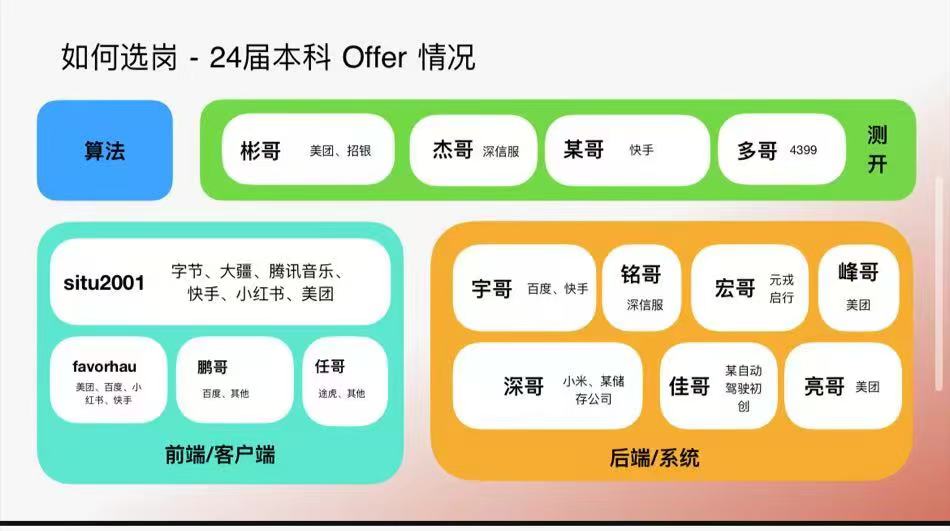 如何选岗 - 24届本科 Offer 情况
算法
彬哥
美团、招银
杰哥
深信服
某哥
快手
多哥
4399
测
开
situ2001
字节、大疆、腾讯音乐、
快手、小红书、美团
favorhau
美团、百度、小
红书、快手
鹏哥
百度、其他
任哥
途虎、其他
前端/客户端
宇哥
百度、快手
铭哥
深信服
宏哥
元戎
启行
峰哥
美团
深哥
小米、某储
存公司
佳哥
某自动
驾驶初
创
亮哥
美团
后端/系统